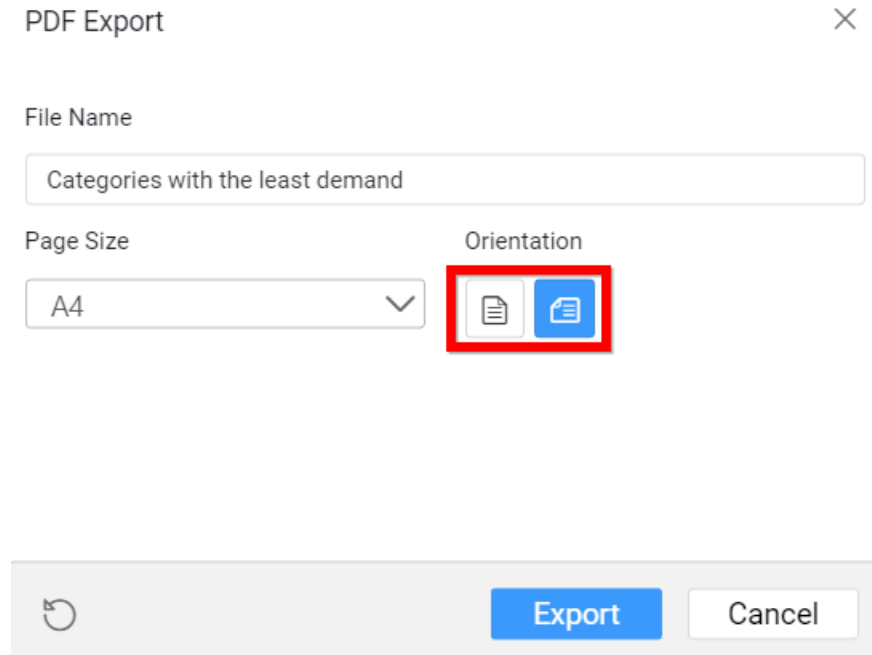 PDF Export
File Name
Categories with the least demand
Page Size Orientation
A4
Export Cancel